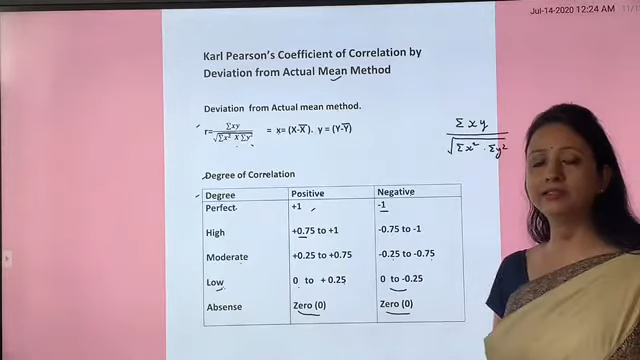 Jul-14-2020 12:24 AM 11/1
Karl Pearson's Coefficient of Correlation by
Deviation from Actual Mean Method
Deviation from Actual mean method.
r= Σxy / √Σx² X Σy² = x= (X-X̅). y = (Y-Y̅)
Σxy / √Σx² · Σy²
Degree of Correlation
Degree Positive Negative
Perfect +1 -1
High +0.75 to +1 -0.75 to -1
Moderate +0.25 to +0.75 -0.25 to -0.75
Low 0 to + 0.25 0 to -0.25
Absense Zero (0) Zero (0)